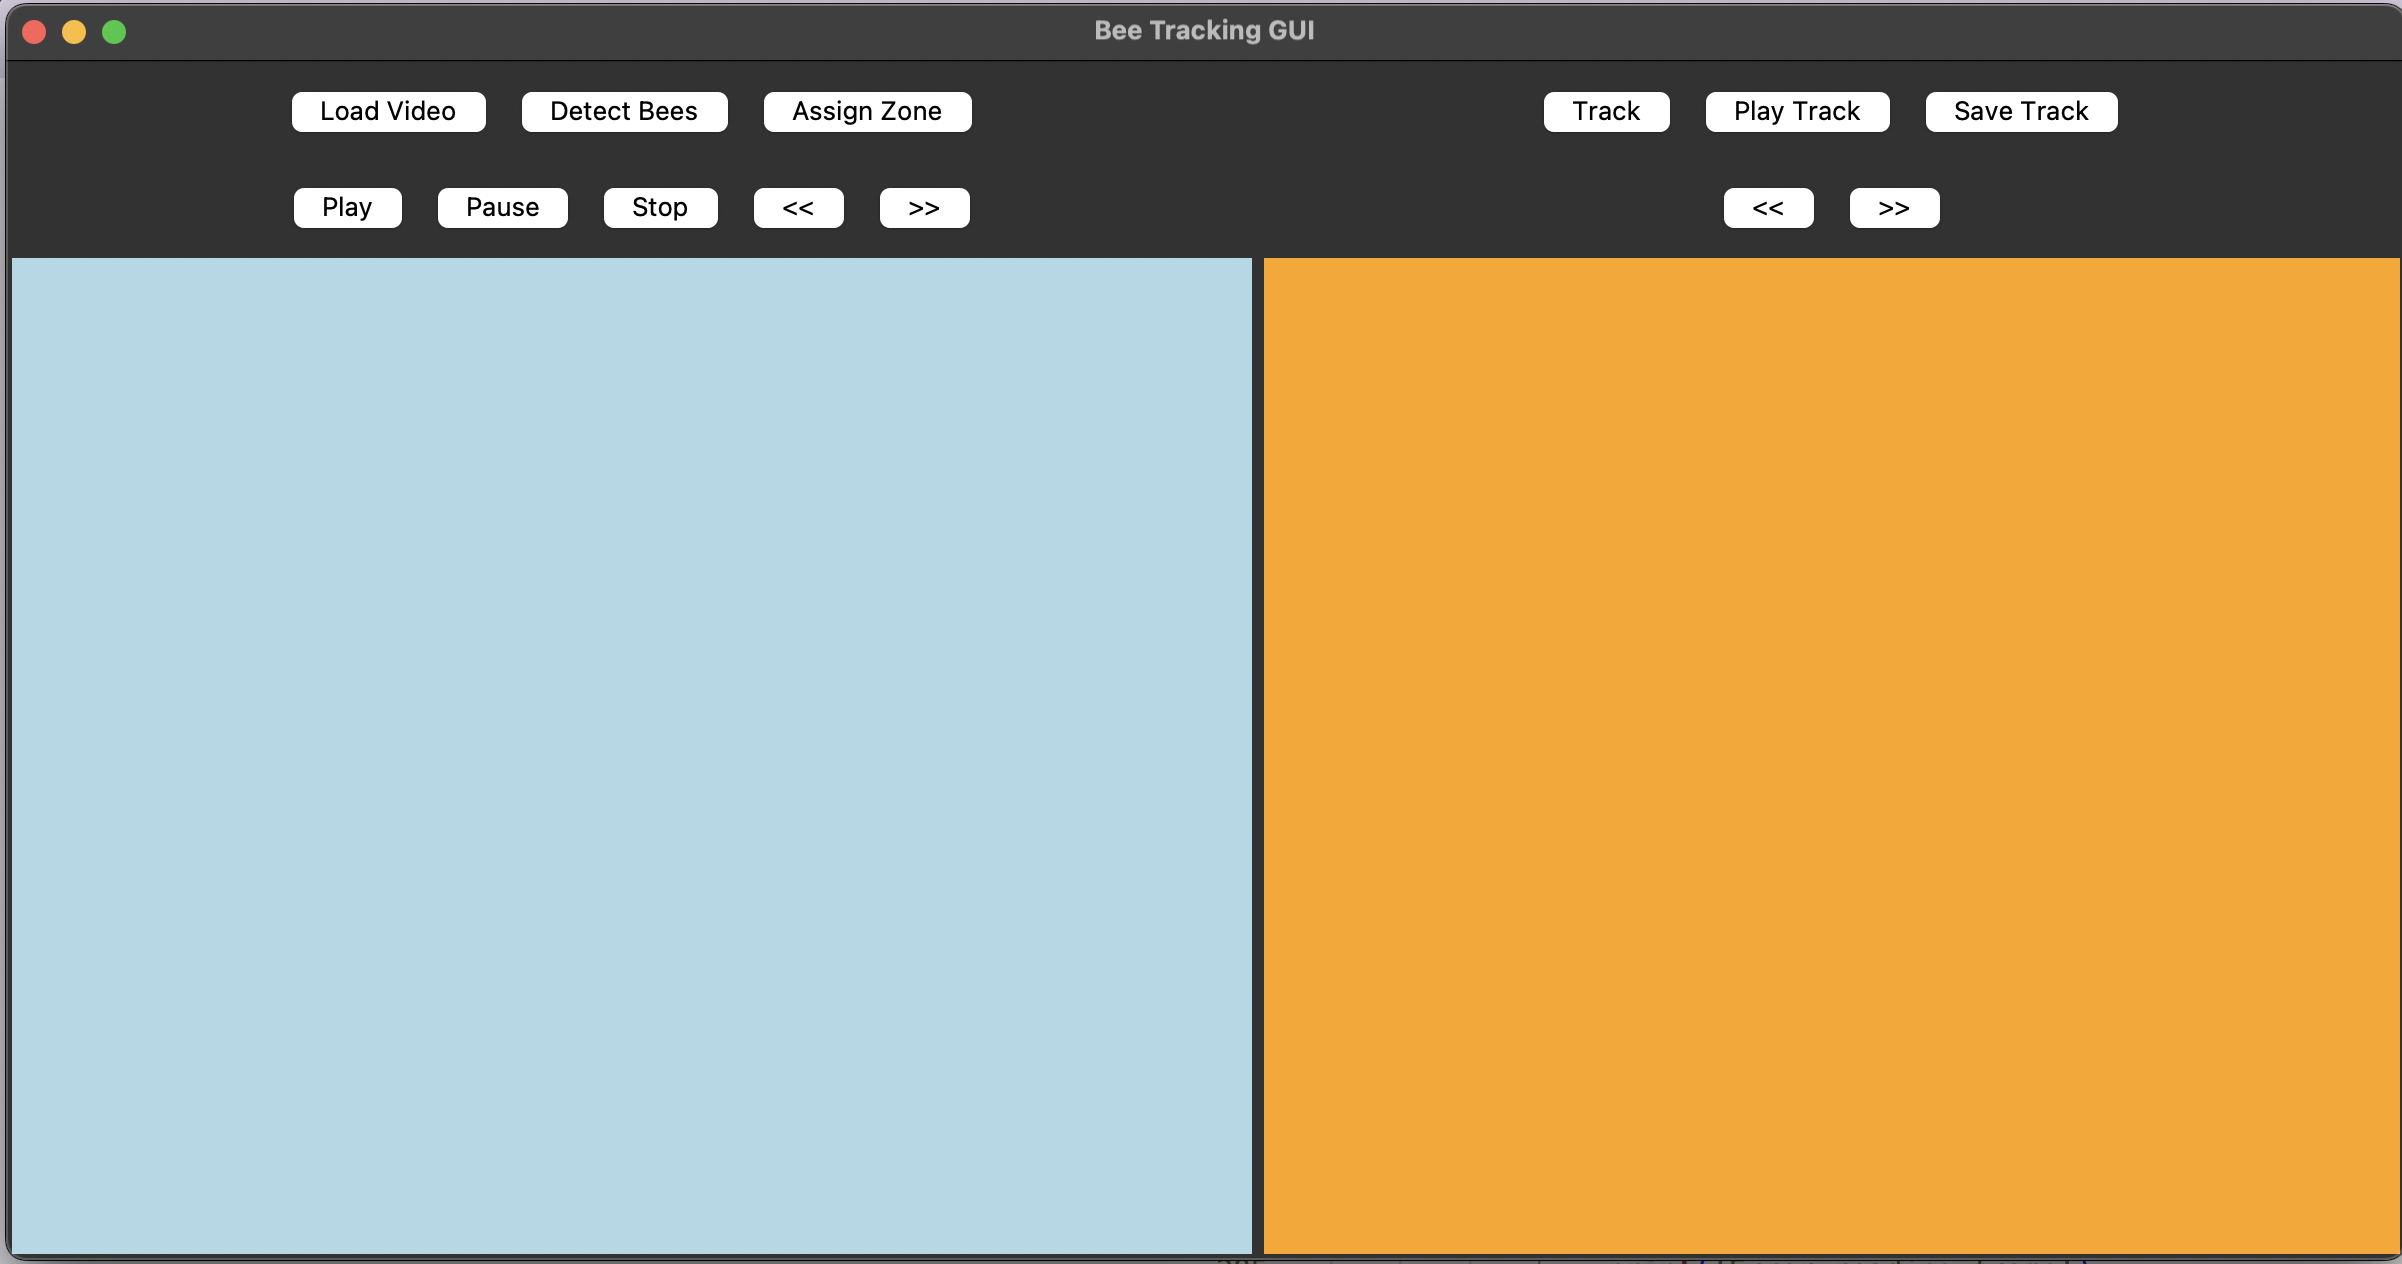 Bee Tracking GUI
Load Video Detect Bees Assign Zone Track Play Track Save Track
Play Pause Stop << >> << >>